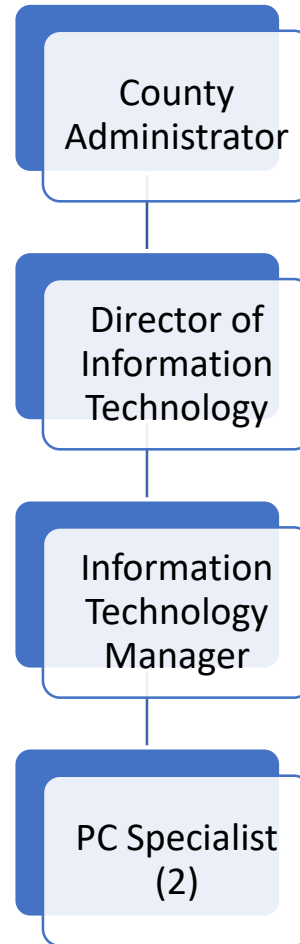 County
Administrator
Director of
Information
Technology
Information
Technology
Manager
PC Specialist
(2)